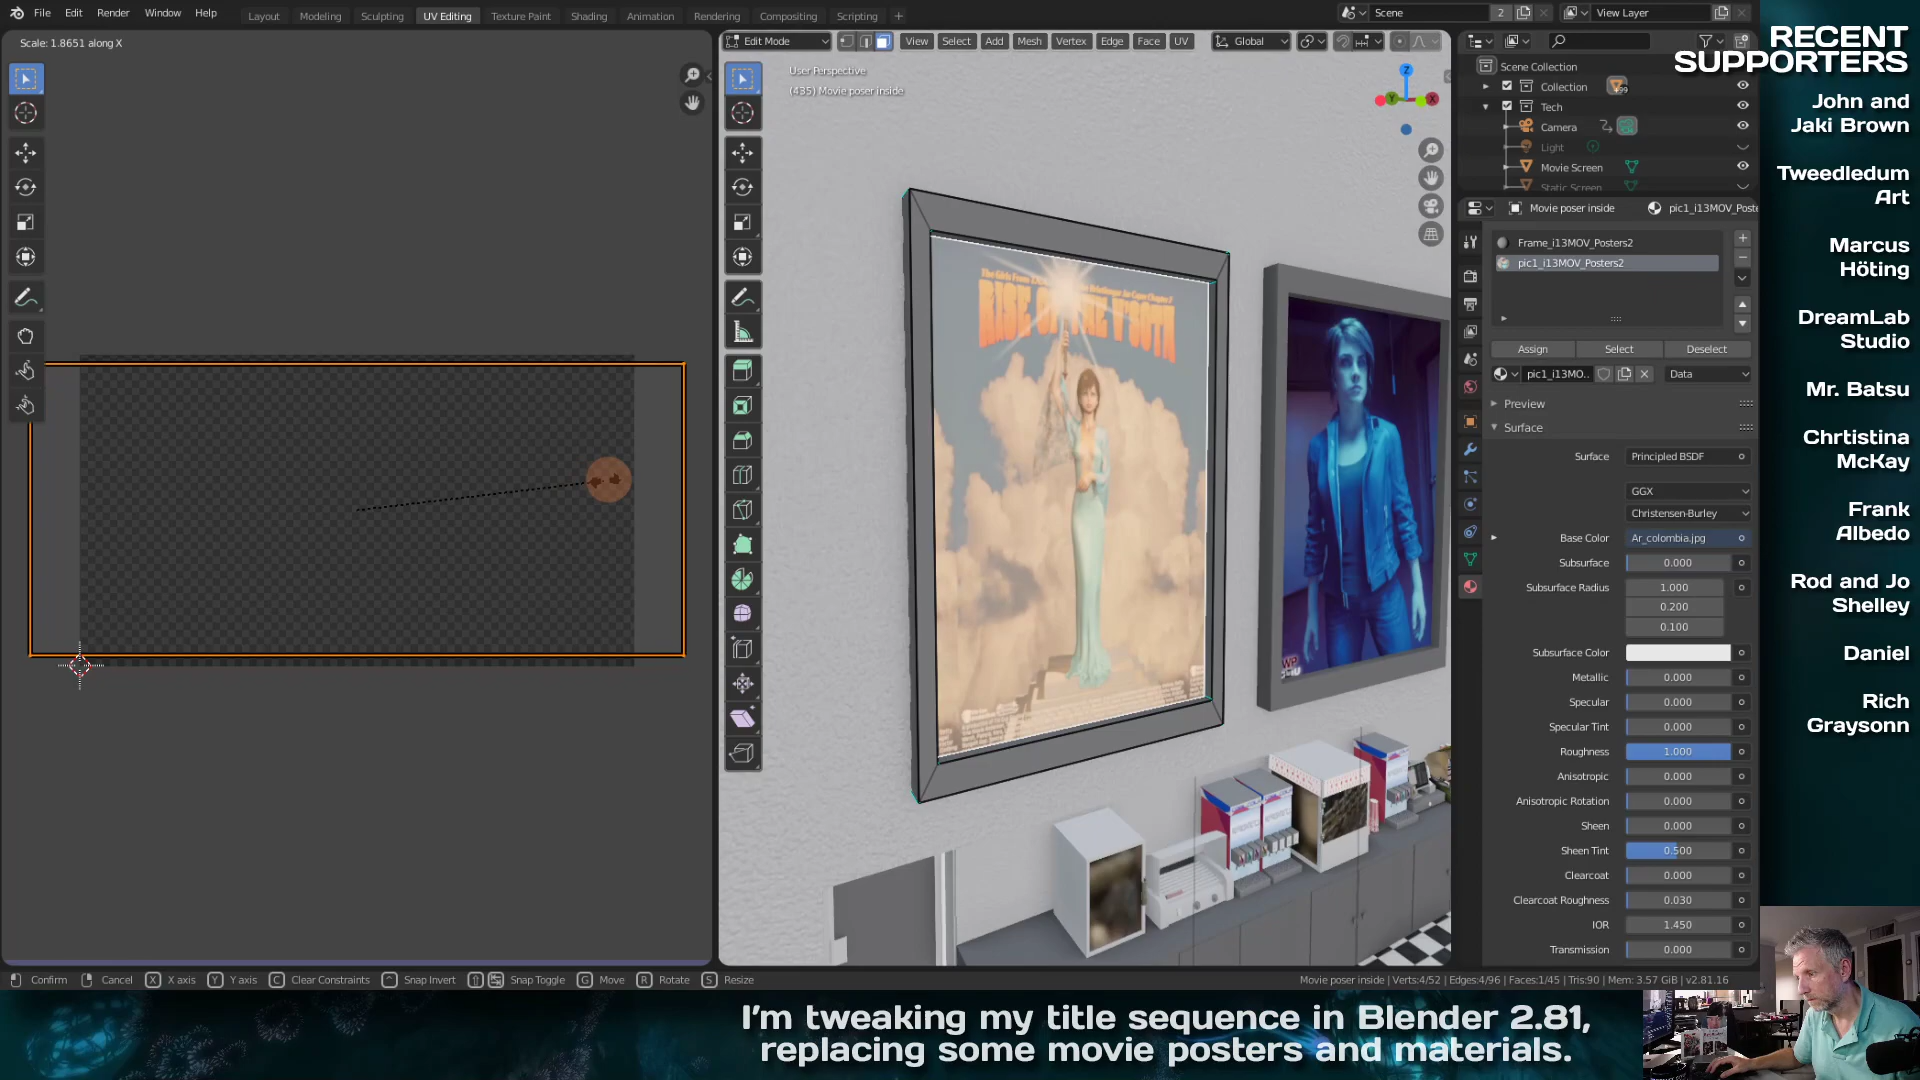 File Edit Render Window Help
Layout Modeling Sculpting UV Editing Texture Paint Shading Animation Rendering Compositing Scripting +
Scene 2 View Layer
Scale: 1.8651 along X
Edit Mode View Select Add Mesh Vertex Edge Face UV Global
User Perspective
(435) Movie poser inside
Z
Y
X
RISE OF THE V'SOTH
Scene Collection
Collection
Tech
Camera
Light
Movie Screen
Static Screen
Movie poser inside pic1_i13MOV_Poste
Frame_i13MOV_Posters2
pic1_i13MOV_Posters2
Assign Select Deselect
pic1_i13MO.. Data
Preview
Surface
Surface Principled BSDF
GGX
Christensen-Burley
Base Color Ar_colombia.jpg
Subsurface 0.000
Subsurface Radius 1.000
0.200
0.100
Subsurface Color
Metallic 0.000
Specular 0.000
Specular Tint 0.000
Roughness 1.000
Anisotropic 0.000
Anisotropic Rotation 0.000
Sheen 0.000
Sheen Tint 0.500
Clearcoat 0.000
Clearcoat Roughness 0.030
IOR 1.450
Transmission 0.000
Confirm Cancel X X axis Y Y axis C Clear Constraints Snap Invert Snap Toggle G Move R Rotate S Resize
Movie poser inside | Verts:4/52 | Edges:4/96 | Faces:1/45 | Tris:90 | Mem: 3.57 GiB | v2.81.16
RECENT
SUPPORTERS
John and
Jaki Brown
Tweedledum
Art
Marcus
Höting
DreamLab
Studio
Mr. Batsu
Chrtistina
McKay
Frank
Albedo
Rod and Jo
Shelley
Daniel
Rich
Graysonn
I'm tweaking my title sequence in Blender 2.81,
replacing some movie posters and materials.